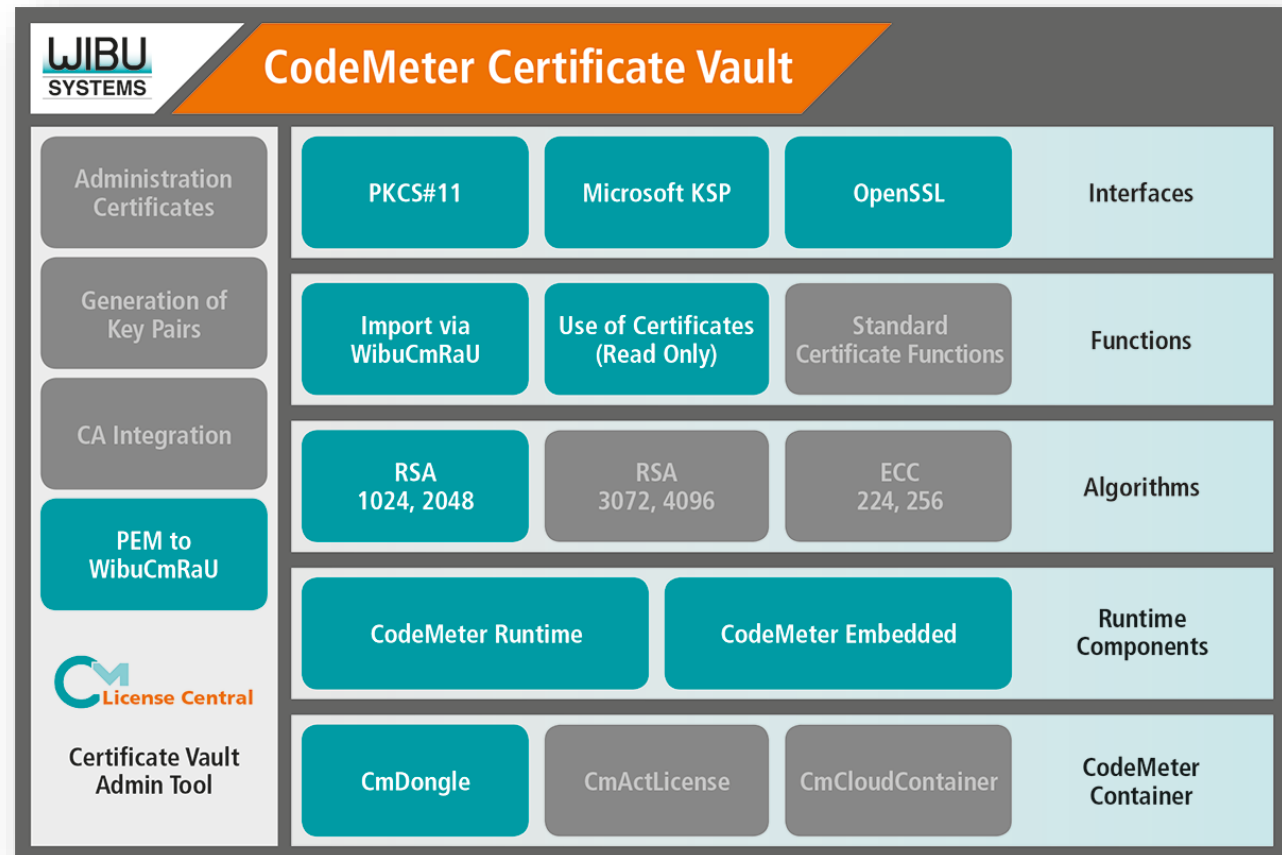 WIBU
SYSTEMS
CodeMeter Certificate Vault
Administration
Certificates
Generation of
Key Pairs
CA Integration
PEM to
WibuCmRaU
CM
License Central
Certificate Vault
Admin Tool
PKCS#11
Microsoft KSP
OpenSSL
Interfaces
Import via
WibuCmRaU
Use of Certificates
(Read Only)
Standard
Certificate Functions
Functions
RSA
1024, 2048
RSA
3072, 4096
ECC
224, 256
Algorithms
CodeMeter Runtime
CodeMeter Embedded
Runtime
Components
CmDongle
CmActLicense
CmCloudContainer
CodeMeter
Container